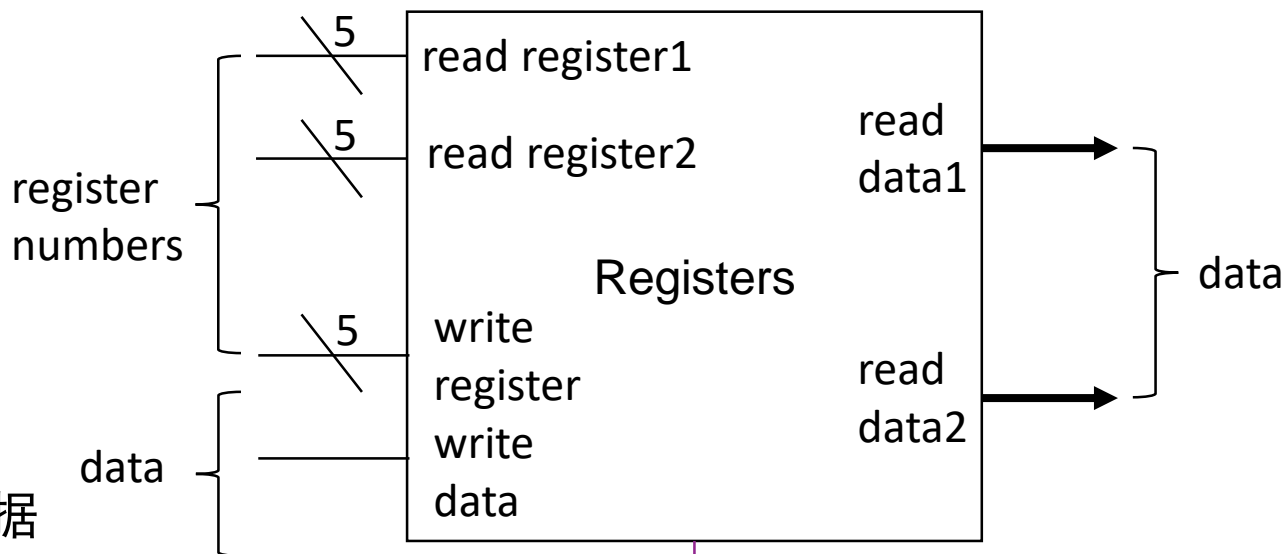 5
read register1
5
read register2
register
numbers
read
data1
Registers
data
5
write
register
write
data
read
data2
data
据